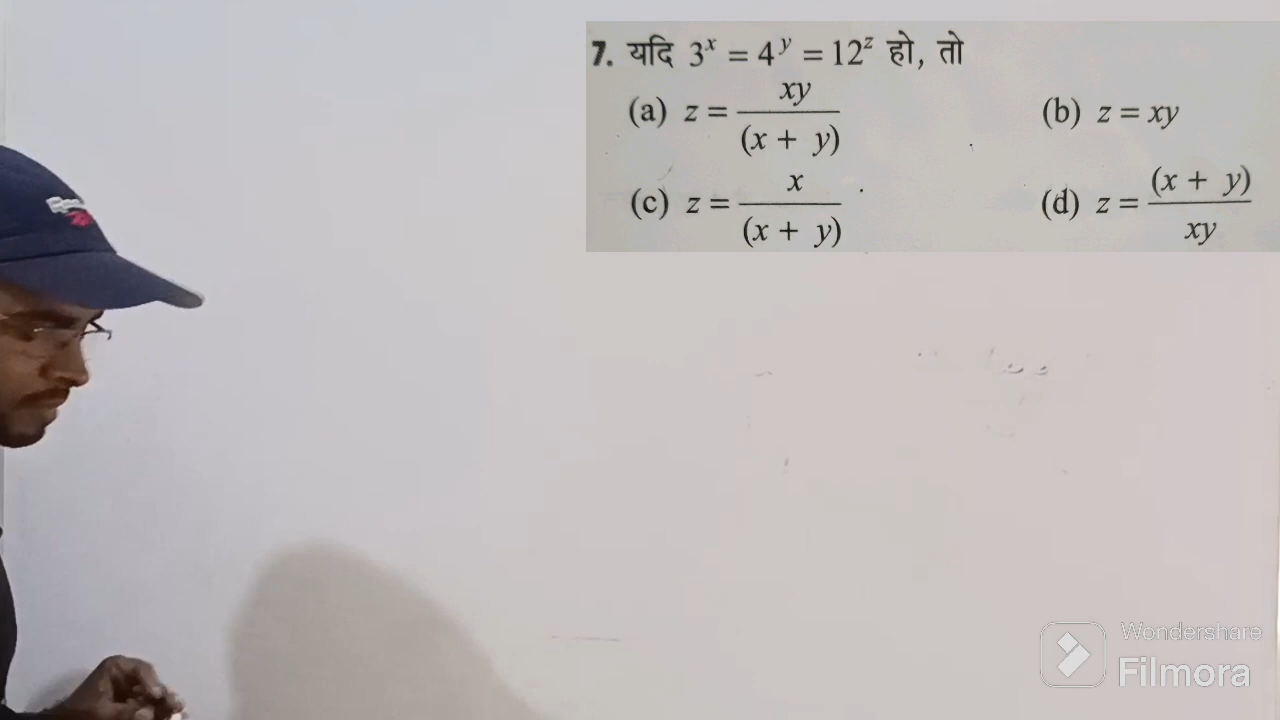 7. यदि 3^x = 4^y = 12^z हो, तो
(a) z = xy/(x + y) (b) z = xy
(c) z = x/(x + y) (d) z = (x + y)/xy
Wondershare
Filmora